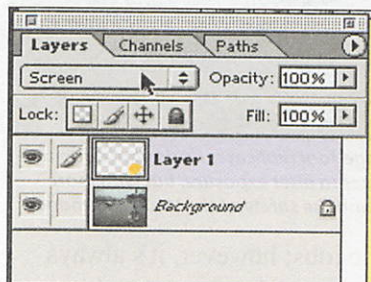 Layers Channels Paths
Screen Opacity: 100%
Lock: Fill: 100%
Layer 1
Background